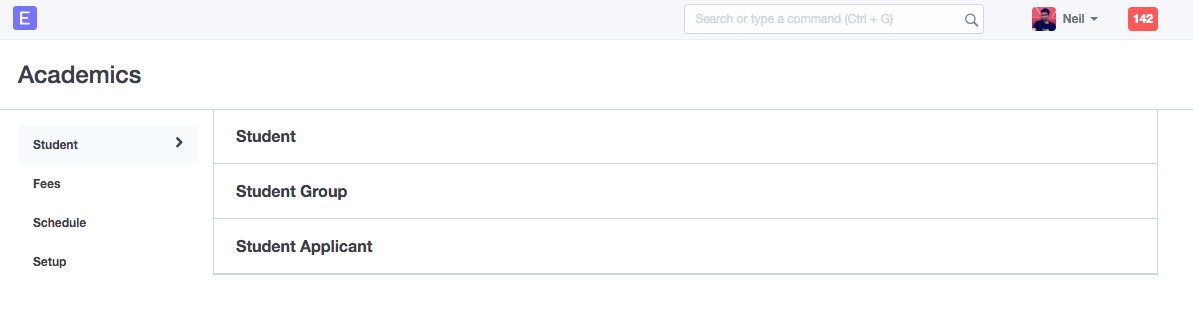 E
Search or type a command (Ctrl + G)
Neil
142
Academics
Student
Fees
Schedule
Setup
Student
Student Group
Student Applicant